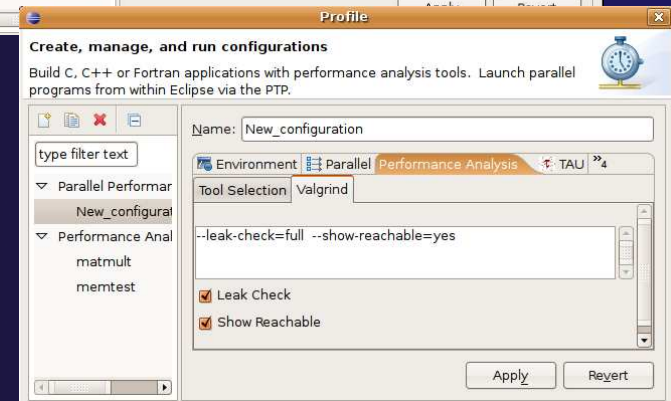 Profile
Create, manage, and run configurations
Build C, C++ or Fortran applications with performance analysis tools. Launch parallel
programs from within Eclipse via the PTP.
Name: New_configuration
type filter text
Environment Parallel Performance Analysis TAU »4
Parallel Performar
Tool Selection Valgrind
New_configurat
Performance Anal
--leak-check=full --show-reachable=yes
matmult
memtest
Leak Check
Show Reachable
Apply Revert